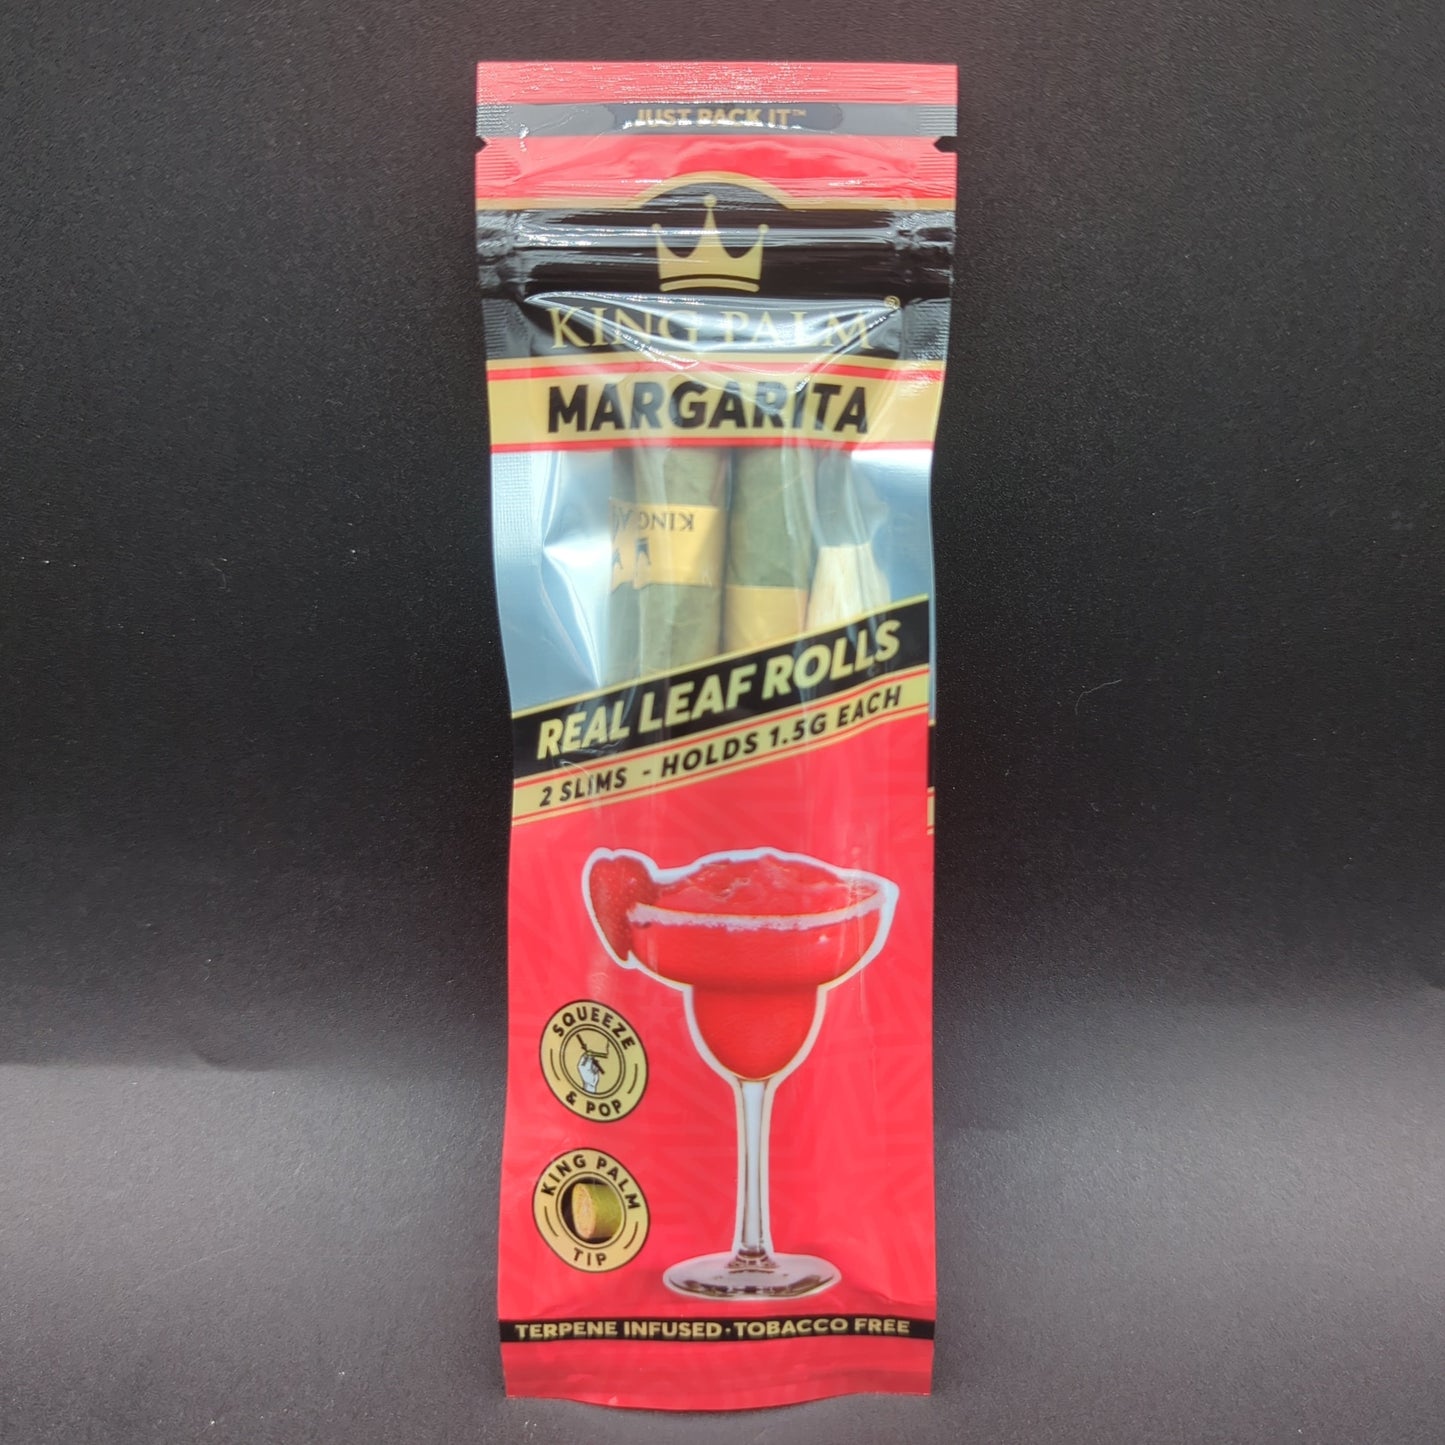 JUST PACK IT™
KING PALM®
MARGARITA
KING
REAL LEAF ROLLS
2 SLIMS - HOLDS 1.5G EACH
SQUEEZE
& POP
KING PALM
TIP
TERPENE INFUSED · TOBACCO FREE